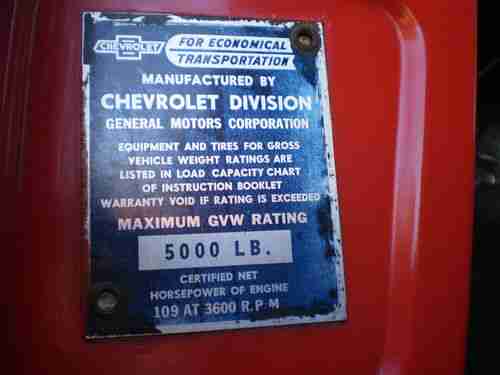 CHEVROLET
FOR ECONOMICAL
TRANSPORTATION
MANUFACTURED BY
CHEVROLET DIVISION
GENERAL MOTORS CORPORATION
EQUIPMENT AND TIRES FOR GROSS
VEHICLE WEIGHT RATINGS ARE
LISTED IN LOAD CAPACITY CHART
OF INSTRUCTION BOOKLET
WARRANTY VOID IF RATING IS EXCEEDED
MAXIMUM GVW RATING
5000 LB.
CERTIFIED NET
HORSEPOWER OF ENGINE
109 AT 3600 R.P.M